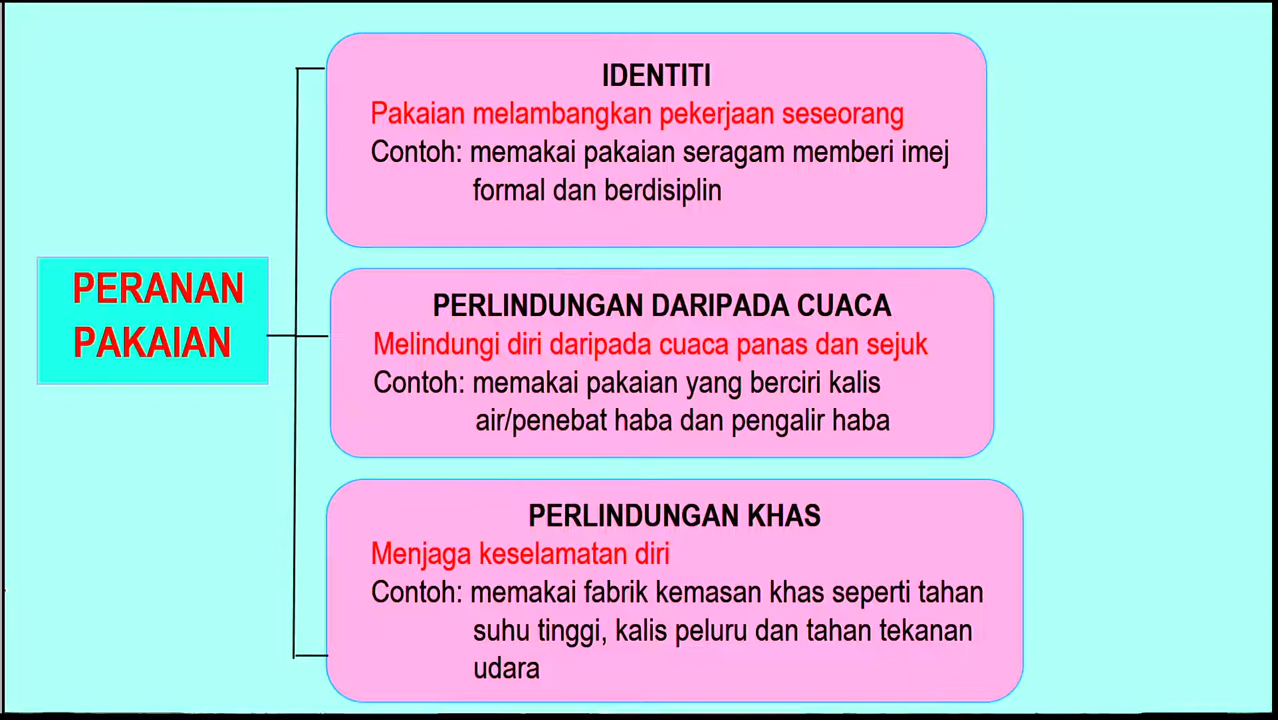 PERANAN
PAKAIAN
IDENTITI
Pakaian melambangkan pekerjaan seseorang
Contoh: memakai pakaian seragam memberi imej
formal dan berdisiplin
PERLINDUNGAN DARIPADA CUACA
Melindungi diri daripada cuaca panas dan sejuk
Contoh: memakai pakaian yang berciri kalis
air/penebat haba dan pengalir haba
PERLINDUNGAN KHAS
Menjaga keselamatan diri
Contoh: memakai fabrik kemasan khas seperti tahan
suhu tinggi, kalis peluru dan tahan tekanan
udara